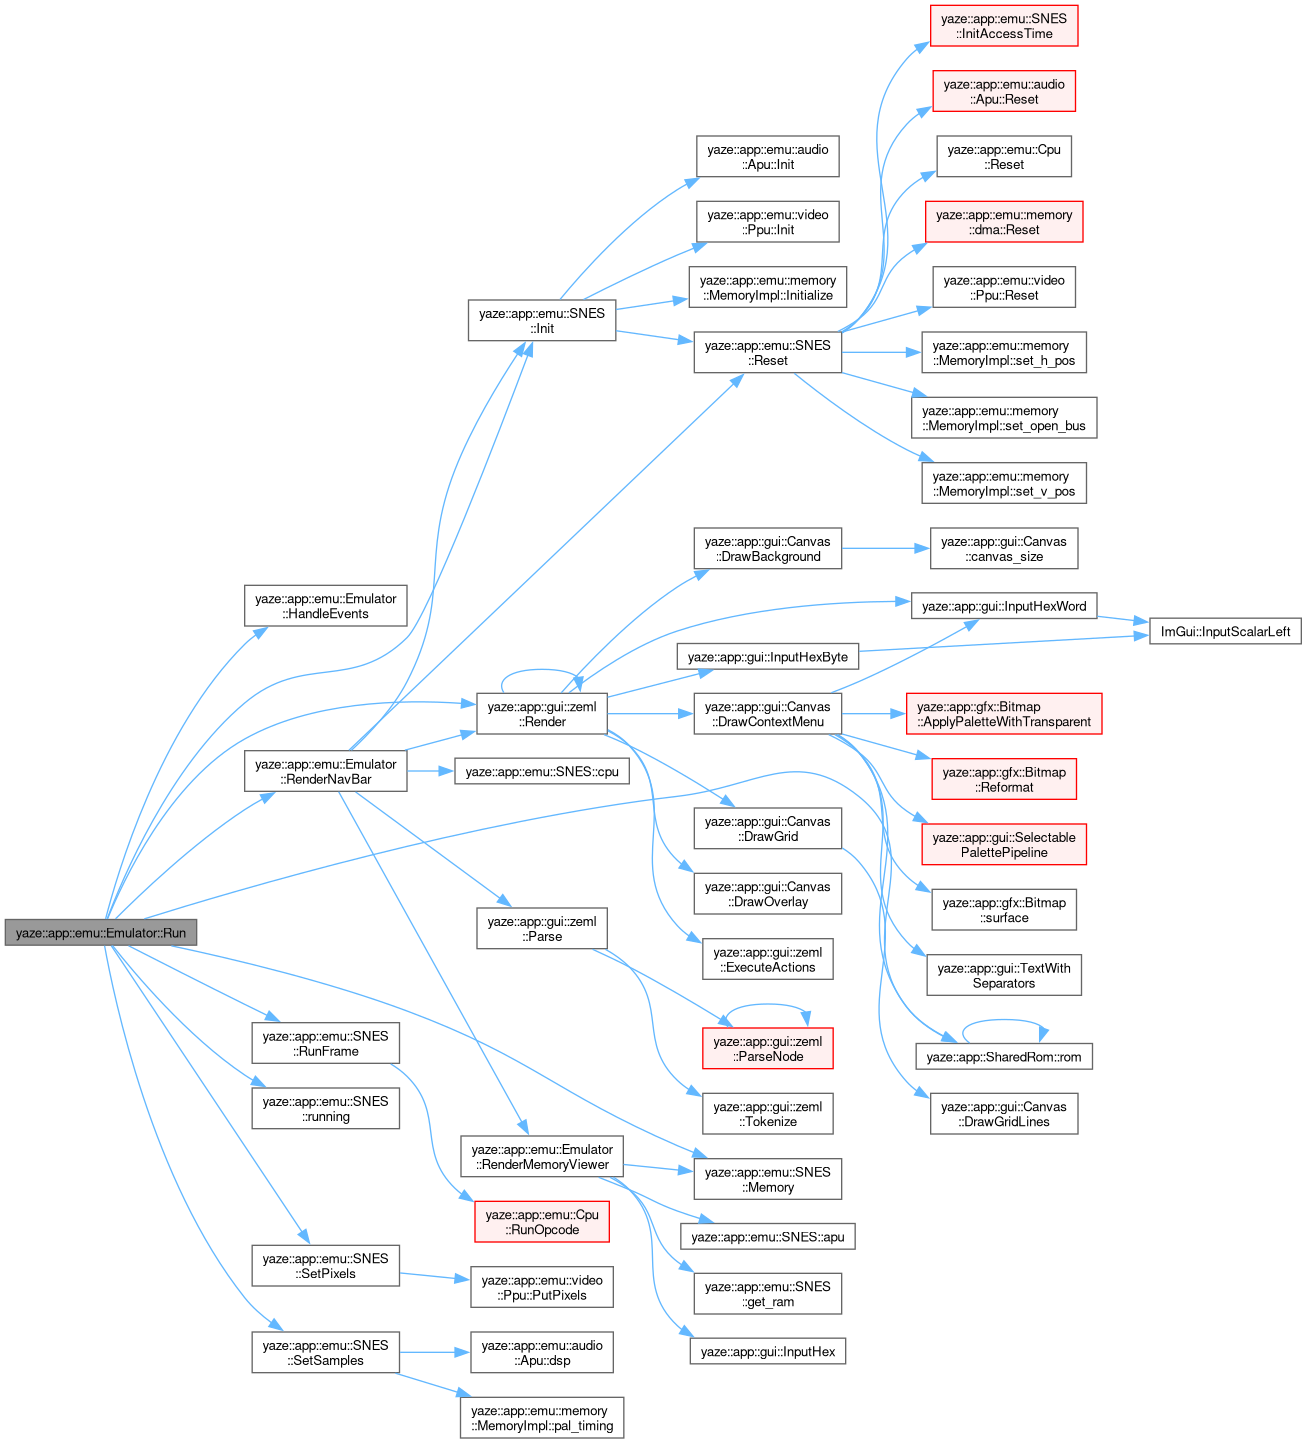 yaze::app::emu::SNES
::InitAccessTime
yaze::app::emu::audio
::Apu::Reset
yaze::app::emu::audio
::Apu::Init
yaze::app::emu::Cpu
::Reset
yaze::app::emu::video
::Ppu::Init
yaze::app::emu::memory
::dma::Reset
yaze::app::emu::memory
::MemoryImpl::Initialize
yaze::app::emu::video
::Ppu::Reset
yaze::app::emu::SNES
::Init
yaze::app::emu::SNES
::Reset
yaze::app::emu::memory
::MemoryImpl::set_h_pos
yaze::app::emu::memory
::MemoryImpl::set_open_bus
yaze::app::emu::memory
::MemoryImpl::set_v_pos
yaze::app::gui::Canvas
::DrawBackground
yaze::app::gui::Canvas
::canvas_size
yaze::app::emu::Emulator
::HandleEvents
yaze::app::gui::InputHexWord
ImGui::InputScalarLeft
yaze::app::gui::InputHexByte
yaze::app::gui::zeml
::Render
yaze::app::gui::Canvas
::DrawContextMenu
yaze::app::gfx::Bitmap
::ApplyPaletteWithTransparent
yaze::app::emu::Emulator
::RenderNavBar
yaze::app::emu::SNES::cpu
yaze::app::gfx::Bitmap
::Reformat
yaze::app::gui::Canvas
::DrawGrid
yaze::app::gui::Selectable
PalettePipeline
yaze::app::gui::Canvas
::DrawOverlay
yaze::app::gfx::Bitmap
::surface
yaze::app::emu::Emulator::Run
yaze::app::gui::zeml
::Parse
yaze::app::gui::zeml
::ExecuteActions
yaze::app::gui::TextWith
Separators
yaze::app::emu::SNES
::RunFrame
yaze::app::gui::zeml
::ParseNode
yaze::app::SharedRom::rom
yaze::app::emu::SNES
::running
yaze::app::gui::zeml
::Tokenize
yaze::app::gui::Canvas
::DrawGridLines
yaze::app::emu::Emulator
::RenderMemoryViewer
yaze::app::emu::SNES
::Memory
yaze::app::emu::Cpu
::RunOpcode
yaze::app::emu::SNES::apu
yaze::app::emu::SNES
::SetPixels
yaze::app::emu::video
::Ppu::PutPixels
yaze::app::emu::SNES
::get_ram
yaze::app::emu::SNES
::SetSamples
yaze::app::emu::audio
::Apu::dsp
yaze::app::gui::InputHex
yaze::app::emu::memory
::MemoryImpl::pal_timing